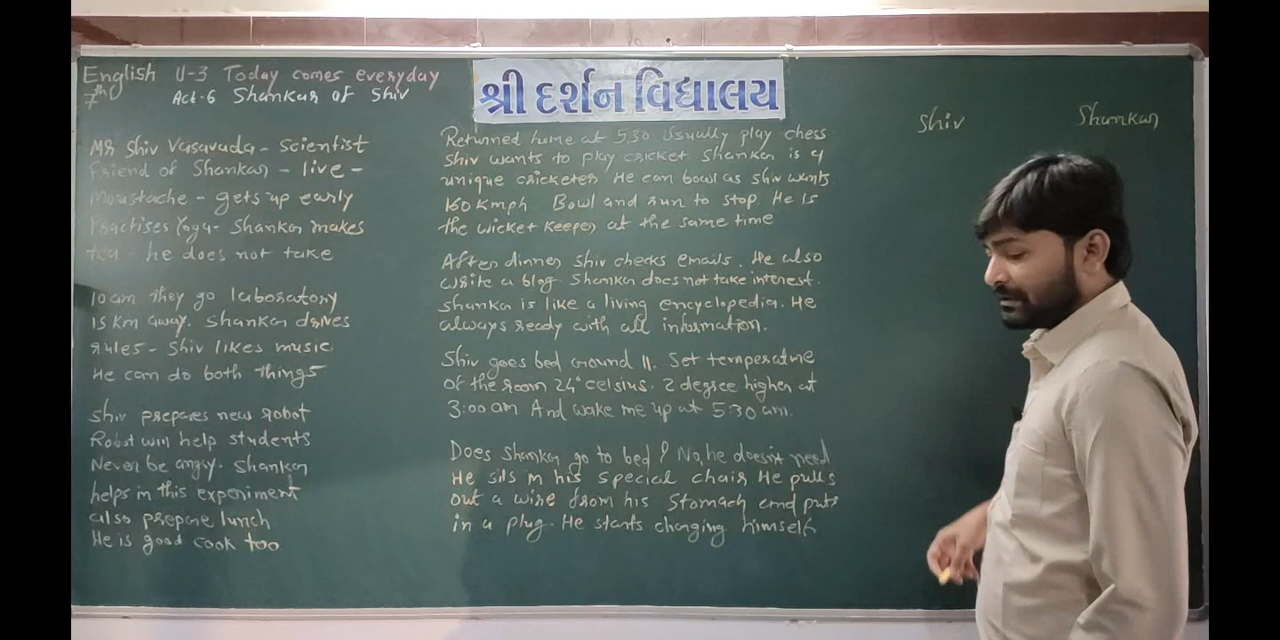 English U-3 Today comes everyday
7th Act-6 Shankar of Shiv
શ્રી દર્શન વિદ્યાલય
Shiv Shankar
Mr Shiv Vasavada - scientist
Friend of Shankar - live -
Moustache - gets up early
Practises Yoga - Shankar makes
tea - he does not take
10 am they go laboratory
15 km away. Shankar drives
rules - Shiv likes music
He can do both things
Shiv prepares new robot
Robot will help students
Never be angry. Shankar
helps in this experiment
also prepare lunch
He is good cook too
Returned home at 5:30 Usually play chess
Shiv wants to play cricket Shankar is a
unique cricketer He can bowl as Shiv wants
160 kmph Bowl and run to stop He is
the wicket keeper at the same time
After dinner Shiv checks emails. He also
write a blog Shankar does not take interest.
Shankar is like a living encyclopedia. He
always ready with all information.
Shiv goes bed around 11. Set temperature
of the room 24° celsius. 2 degree higher at
3:00 am And wake me up at 5:30 am.
Does Shankar go to bed? No, he doesn't need
He sits in his special chair He pulls
out a wire from his stomach and puts
in a plug. He starts charging himself